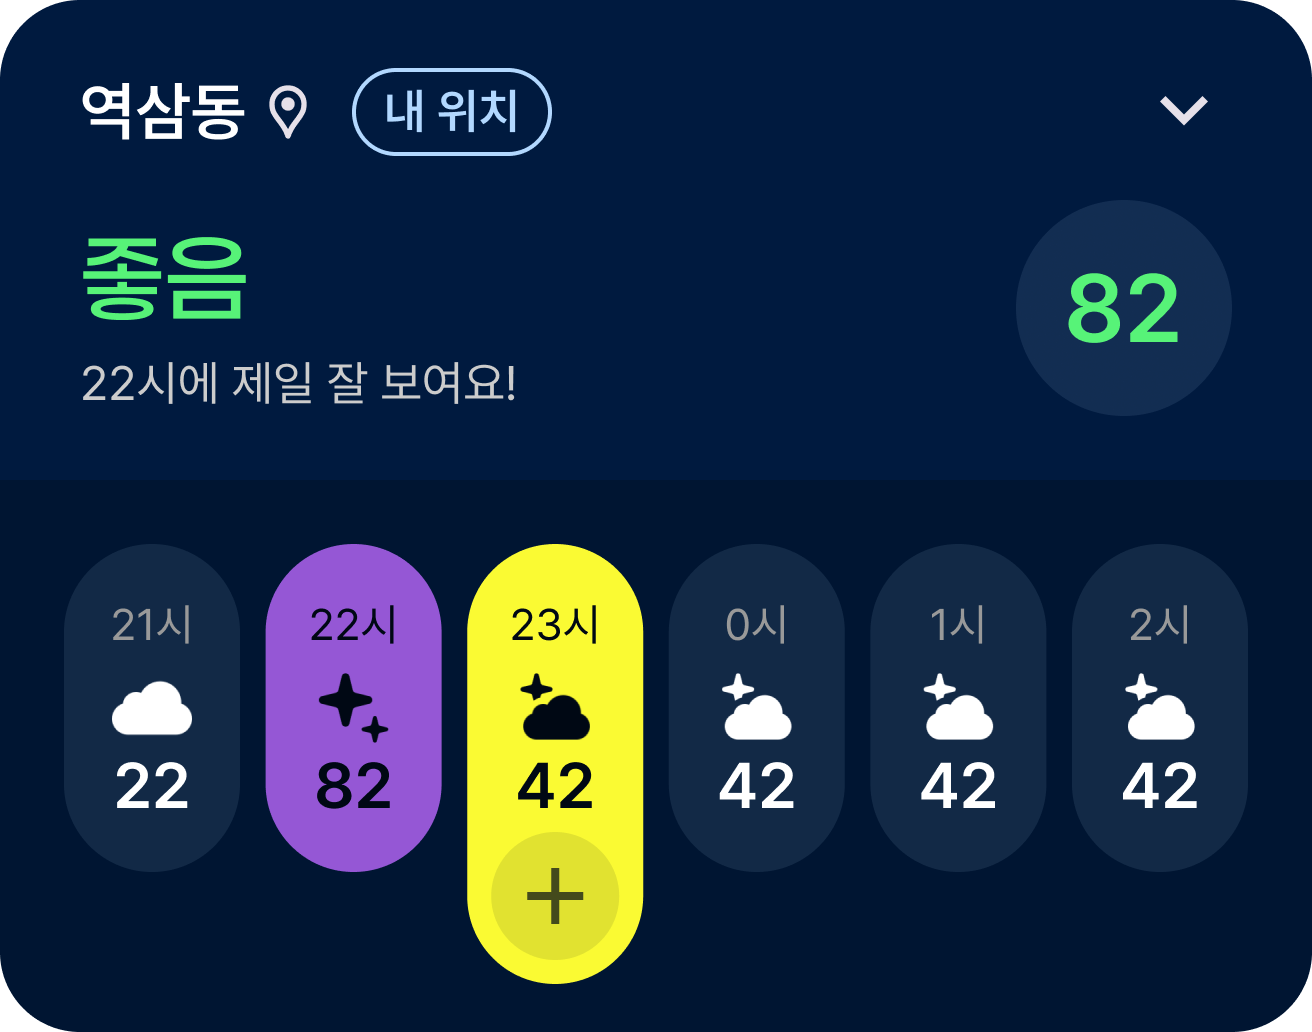 역삼동 내 위치
좋음
82
22시에 제일 잘 보여요!
21시 22시 23시 0시 1시 2시
22 82 42 42 42 42
+